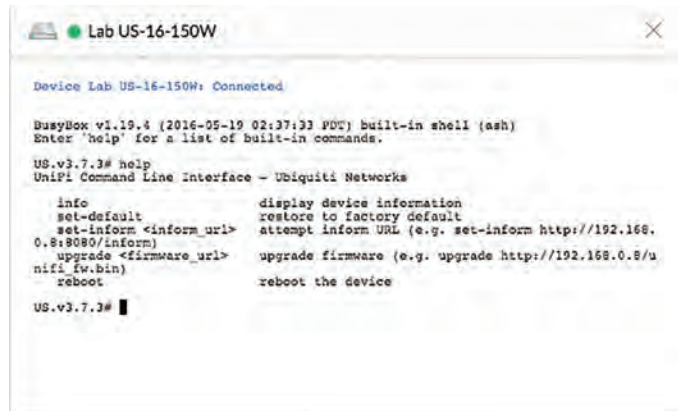 Lab US-16-150W
Device Lab US-16-150W: Connected
BusyBox v1.19.4 (2016-05-19 02:37:33 PDT) built-in shell (ash)
Enter 'help' for a list of built-in commands.
US.v3.7.3# help
UniFi Command Line Interface - Ubiquiti Networks
info display device information
set-default restore to factory default
set-inform <inform_url> attempt inform URL (e.g. set-inform http://192.168.
0.8:8080/inform)
upgrade <firmware_url> upgrade firmware (e.g. upgrade http://192.168.0.8/u
nifi_fw.bin)
reboot reboot the device
US.v3.7.3#